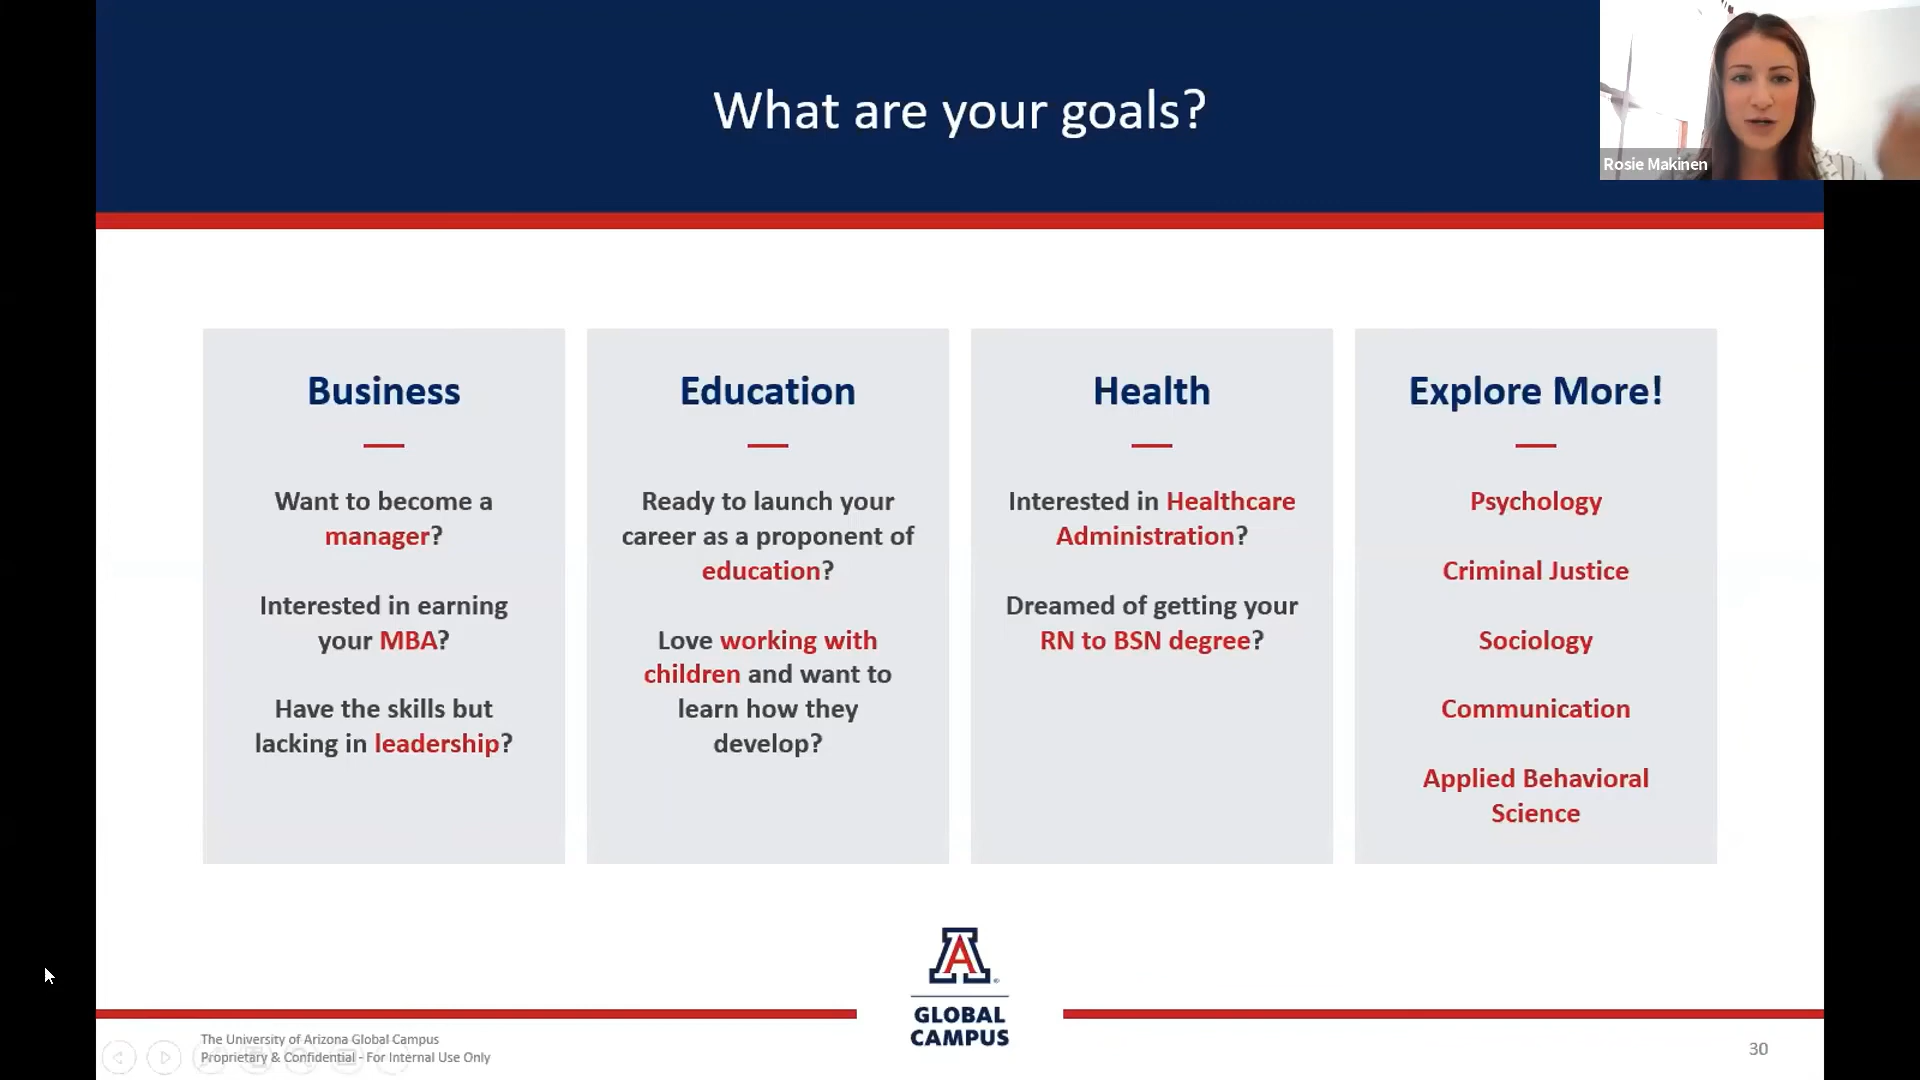 What are your goals?
Rosie Makinen
Business
Want to become a
manager?
Interested in earning
your MBA?
Have the skills but
lacking in leadership?
Education
Ready to launch your
career as a proponent of
education?
Love working with
children and want to
learn how they
develop?
Health
Interested in Healthcare
Administration?
Dreamed of getting your
RN to BSN degree?
Explore More!
Psychology
Criminal Justice
Sociology
Communication
Applied Behavioral
Science
A
GLOBAL
CAMPUS
The University of Arizona Global Campus
Proprietary & Confidential - For Internal Use Only
30